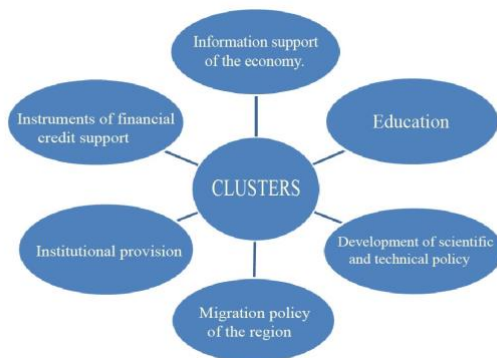 Information support
of the economy.
Instruments of financial
credit support
Education
CLUSTERS
Institutional provision
Development of scientific
and technical policy
Migration policy
of the region